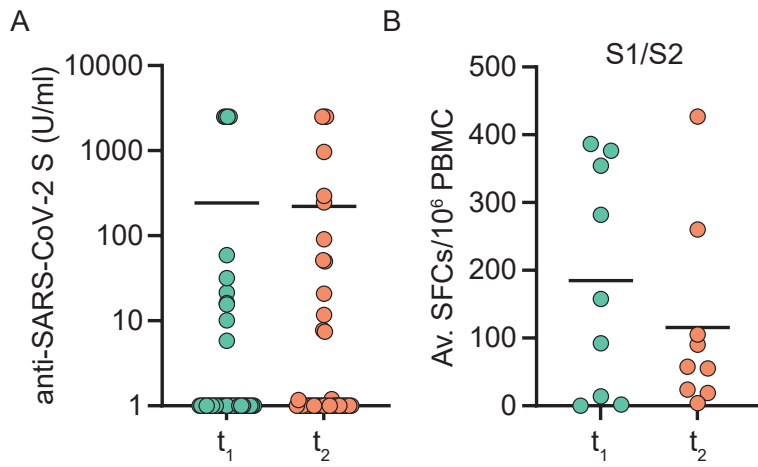 A
anti-SARS-CoV-2 S (U/ml)
10000
1000
100
10
1
t₁ t₂
B
S1/S2
Av. SFCs/10⁶ PBMC
500
400
300
200
100
0
t₁ t₂